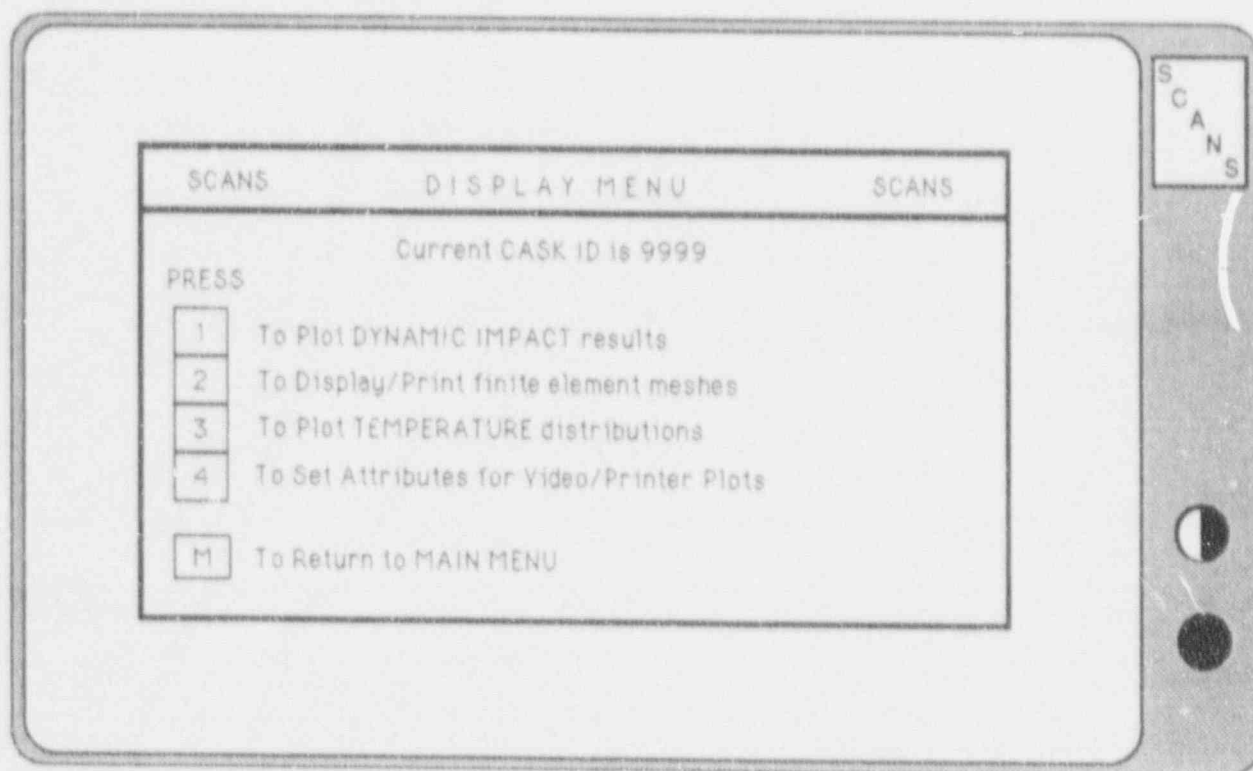 SCANS
SCANS DISPLAY MENU SCANS
Current CASK ID is 9999
PRESS
1 To Plot DYNAMIC IMPACT results
2 To Display/Print finite element meshes
3 To Plot TEMPERATURE distributions
4 To Set Attributes for Video/Printer Plots
M To Return to MAIN MENU